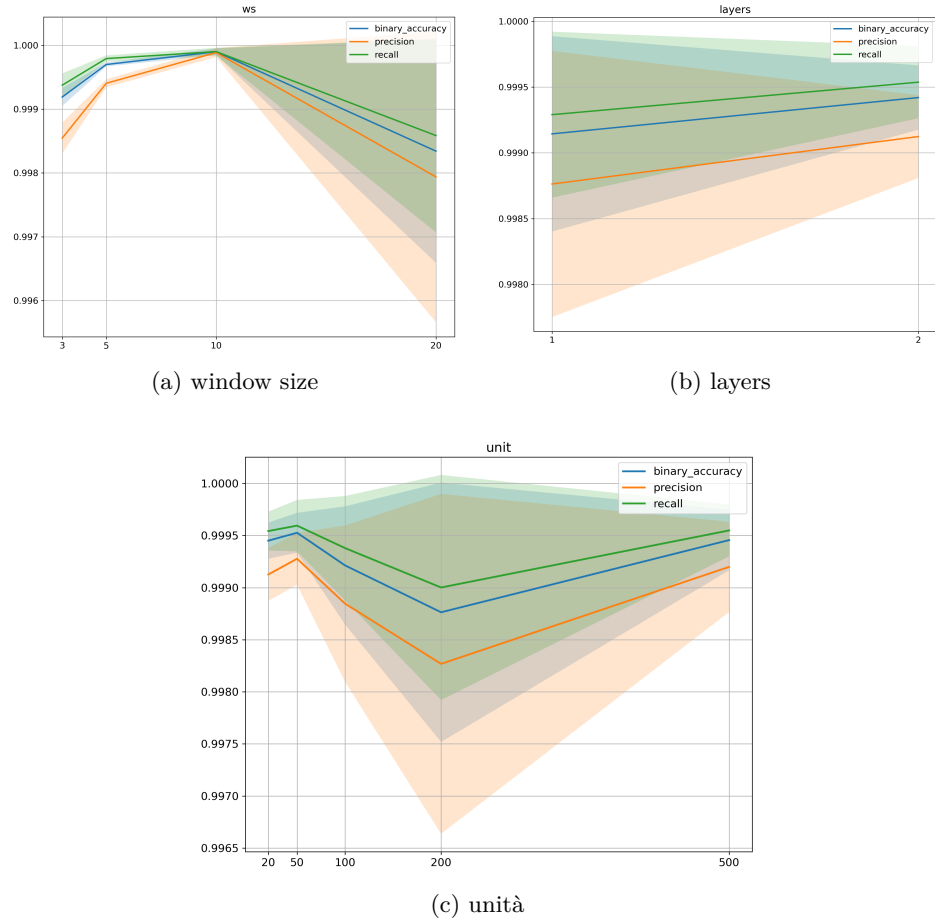 ws
1.000
0.999
0.998
0.997
0.996
3 5 10 20
binary_accuracy
precision
recall
(a) window size
layers
1.0000
0.9995
0.9990
0.9985
0.9980
1 2
binary_accuracy
precision
recall
(b) layers
unit
1.0000
0.9995
0.9990
0.9985
0.9980
0.9975
0.9970
0.9965
20 50 100 200 500
binary_accuracy
precision
recall
(c) unità